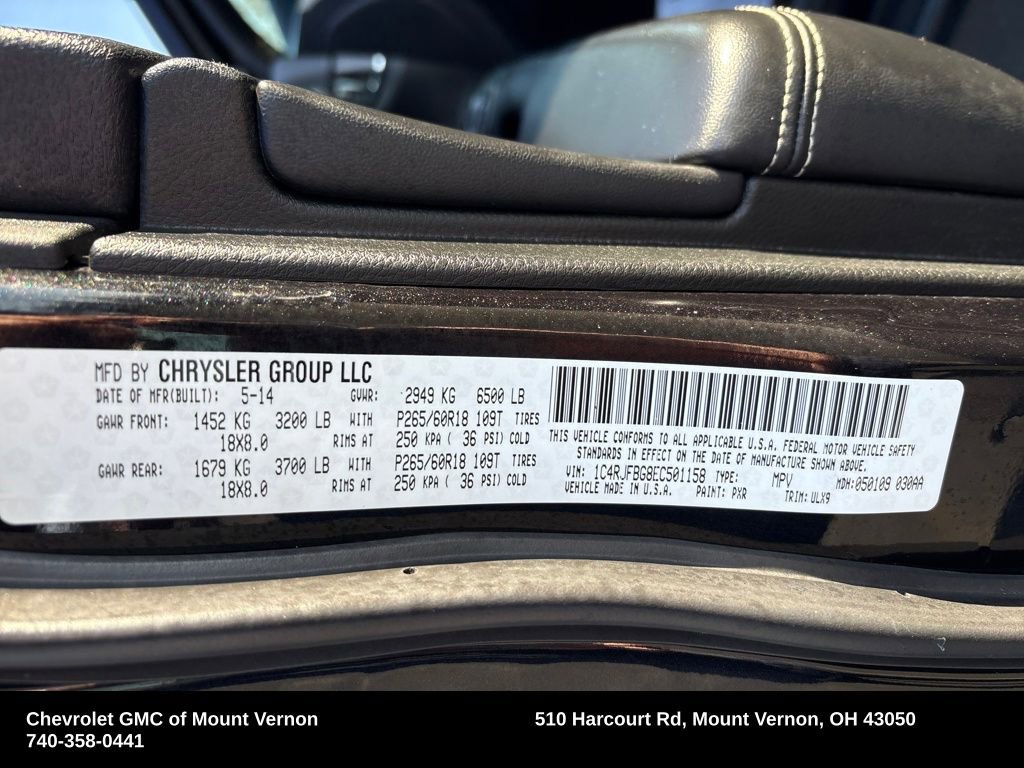 MFD BY CHRYSLER GROUP LLC
DATE OF MFR(BUILT): 5-14 GVWR: 2949 KG 6500 LB
GAWR FRONT: 1452 KG 3200 LB WITH P265/60R18 109T TIRES
18X8.0 RIMS AT 250 KPA ( 36 PSI) COLD
GAWR REAR: 1679 KG 3700 LB WITH P265/60R18 109T TIRES
18X8.0 RIMS AT 250 KPA ( 36 PSI) COLD
THIS VEHICLE CONFORMS TO ALL APPLICABLE U.S.A. FEDERAL MOTOR VEHICLE SAFETY
STANDARDS IN EFFECT ON THE DATE OF MANUFACTURE SHOWN ABOVE.
VIN: 1C4RJFBG8EC501158 TYPE: MPV MDH:050109 030AA
VEHICLE MADE IN U.S.A. PAINT: PXR TRIM: ULX9
Chevrolet GMC of Mount Vernon 510 Harcourt Rd, Mount Vernon, OH 43050
740-358-0441